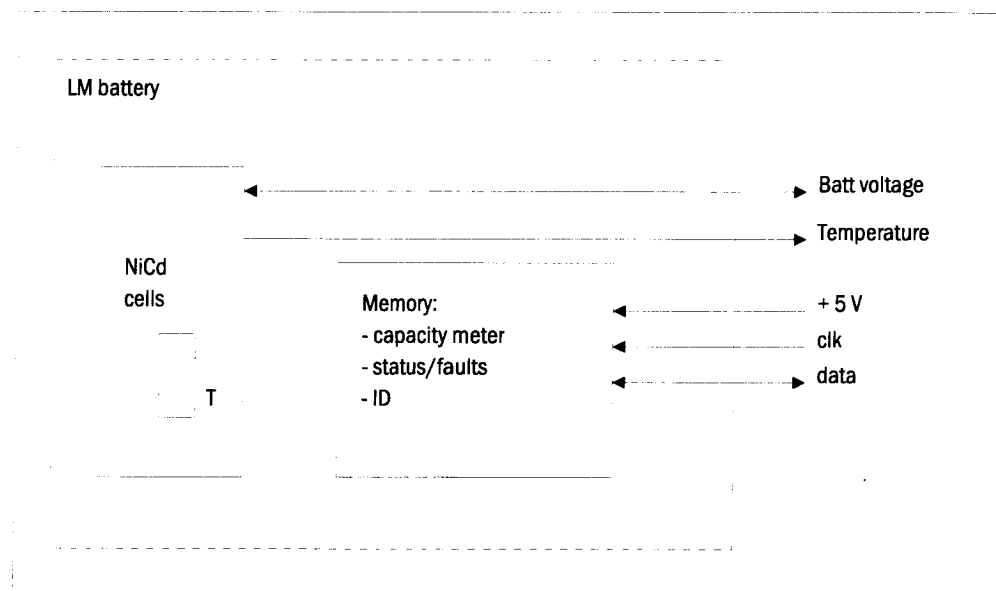 LM battery
Batt voltage
Temperature
NiCd
cells
T
Memory:
- capacity meter
- status/faults
- ID
+ 5 V
clk
data